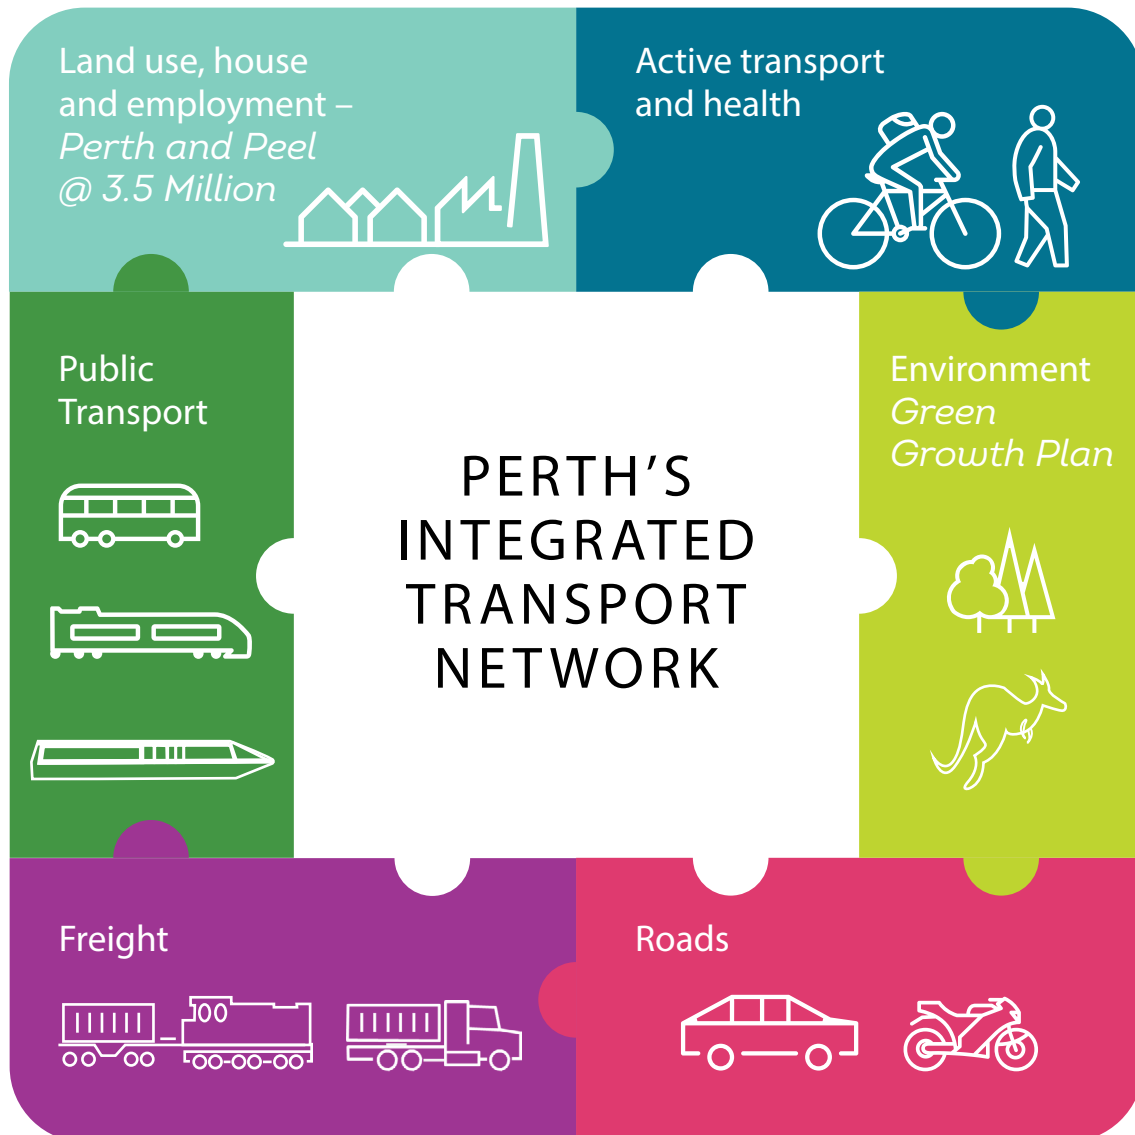 Land use, house
and employment –
Perth and Peel
@ 3.5 Million
Active transport
and health
Public
Transport
PERTH’S
INTEGRATED
TRANSPORT
NETWORK
Environment
Green
Growth Plan
Freight
Roads